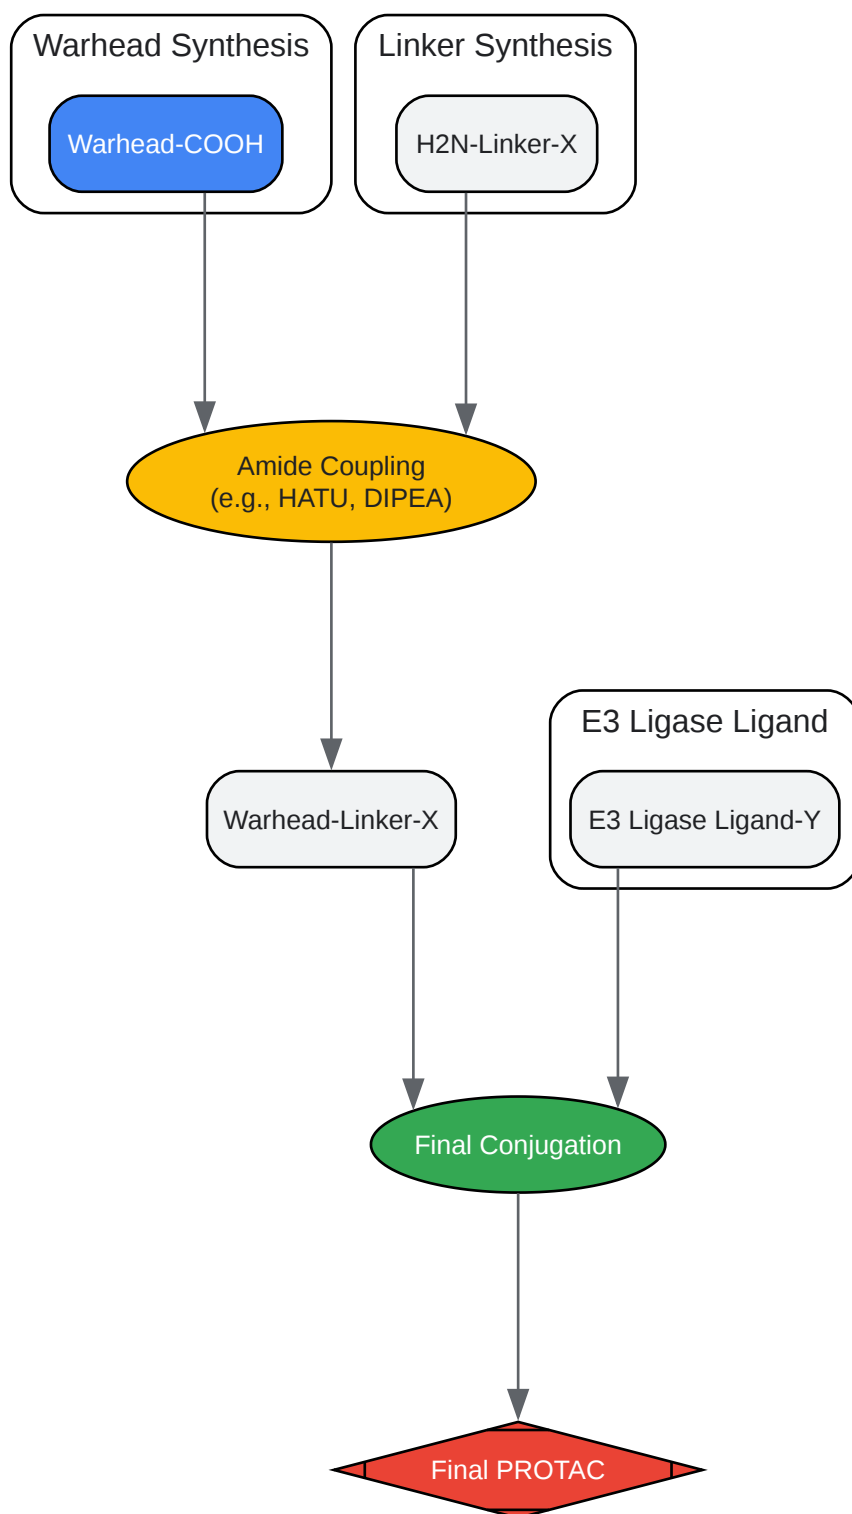 Warhead Synthesis
Linker Synthesis
Warhead-COOH
H2N-Linker-X
Amide Coupling
(e.g., HATU, DIPEA)
E3 Ligase Ligand
Warhead-Linker-X
E3 Ligase Ligand-Y
Final Conjugation
Final PROTAC